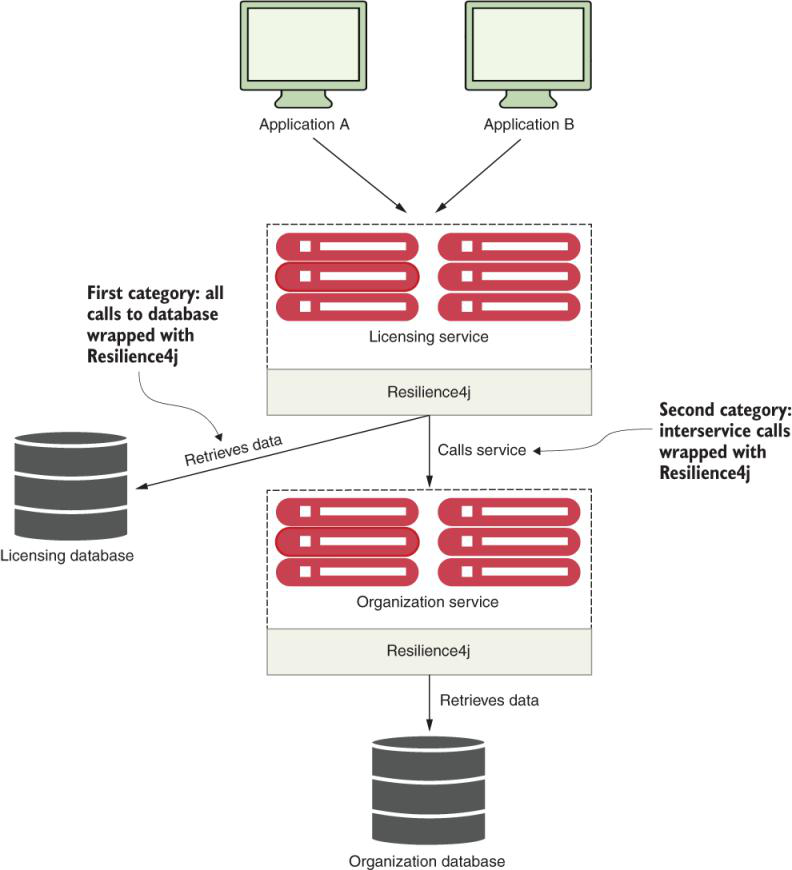 Application A
Application B
Licensing service
Resilience4j
First category: all
calls to database
wrapped with
Resilience4j
Retrieves data
Calls service
Second category:
interservice calls
wrapped with
Resilience4j
Licensing database
Organization service
Resilience4j
Retrieves data
Organization database